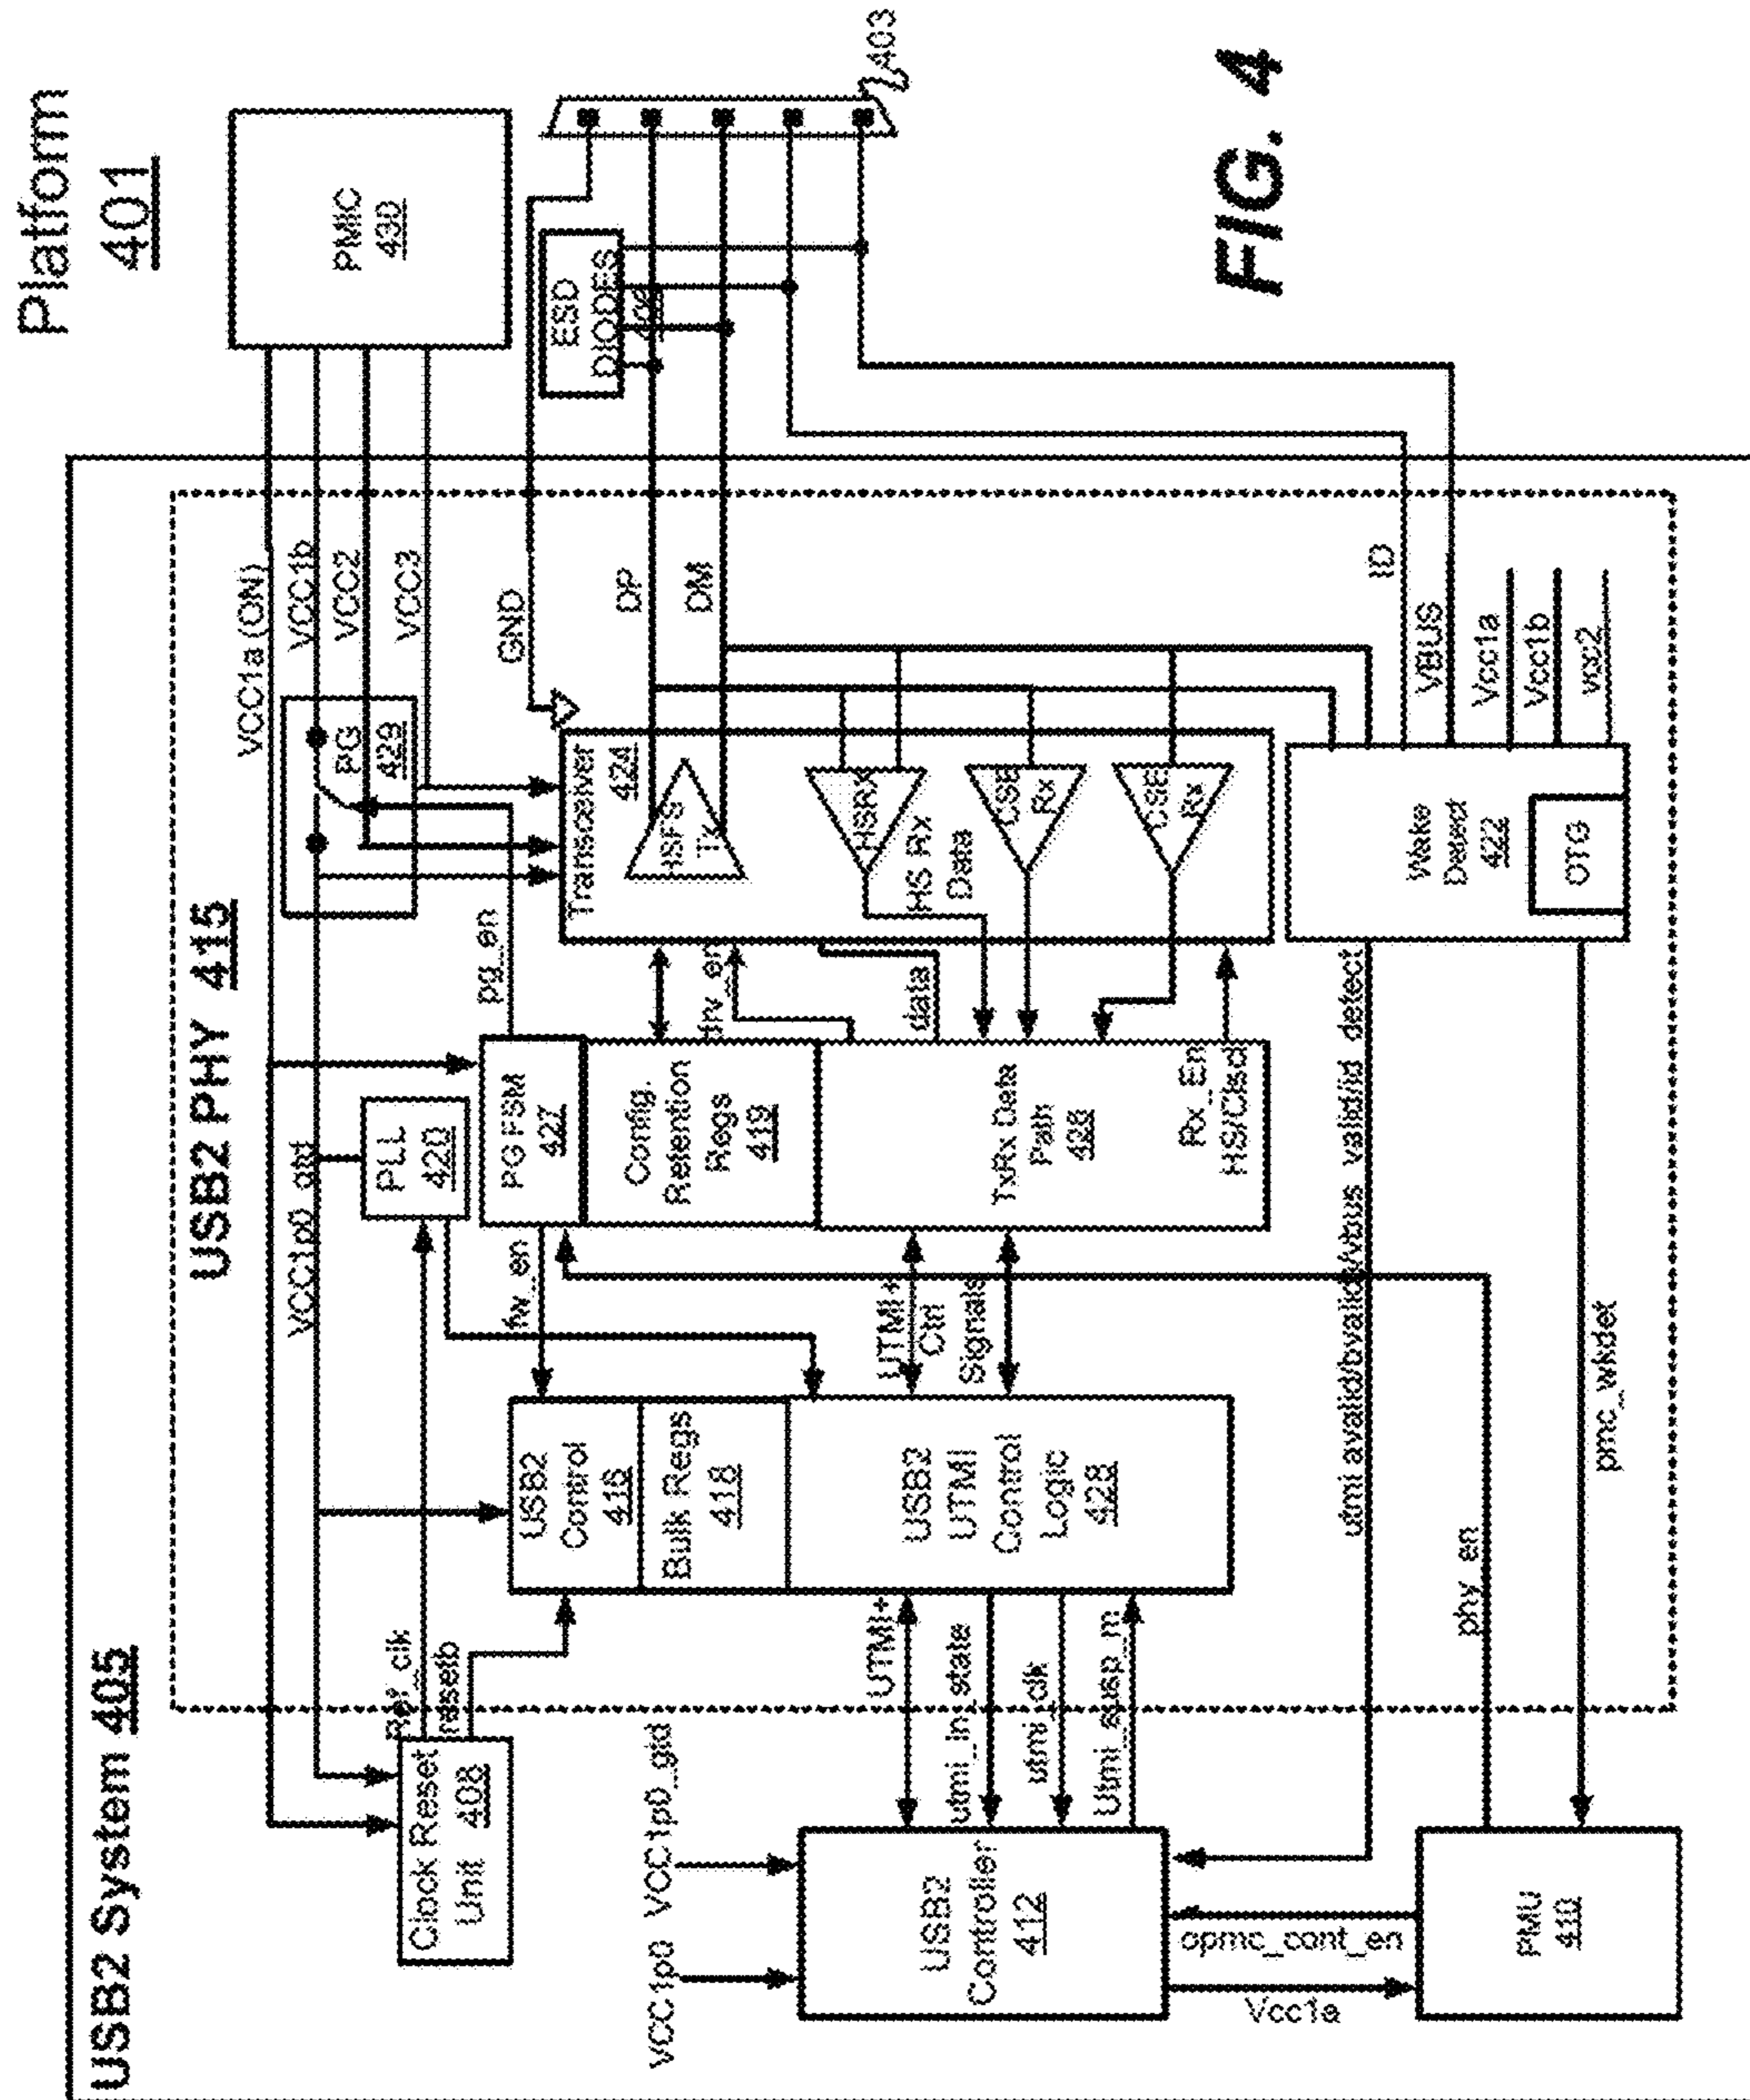 Platform
401
USB2 System 405
USB2 PHY 415
PMIC
430
VCC1a (ON)
VCC1b
VCC2
VCC3
PG
429
VCC1p0_gtd
Clock Reset
Unit 408
Ref_clk
resetb
PLL
420
pg_en
fw_en
PG FSM
427
Config.
Retention
Regs
419
drv_en
data
TxRx Data
Path
Rx_En
USB2
Control
416
Bulk Regs
418
USB2
UTMI
Control
Logic
428
UTMI+
Ctrl
Signals
Transceiver
424
HSFS
Tx
HSRX
HS Rx
Data
CSE
Rx
CSE
Rx
GND
DP
DM
ESD
DIODES
403
VCC1p0
VCC1p0_gtd
USB2
Controller
412
UTMI+
utmi_ln_state
utmi_clk
Utmi_susp_m
opmc_cont_en
Vcc1a
PMU
410
phy_en
pmc_wkdet
utmi avalid/bvalid/vbus valid/id detect
Wake
Detect
422
OTG
ID
VBUS
Vcc1a
Vcc1b
vcc2
FIG. 4